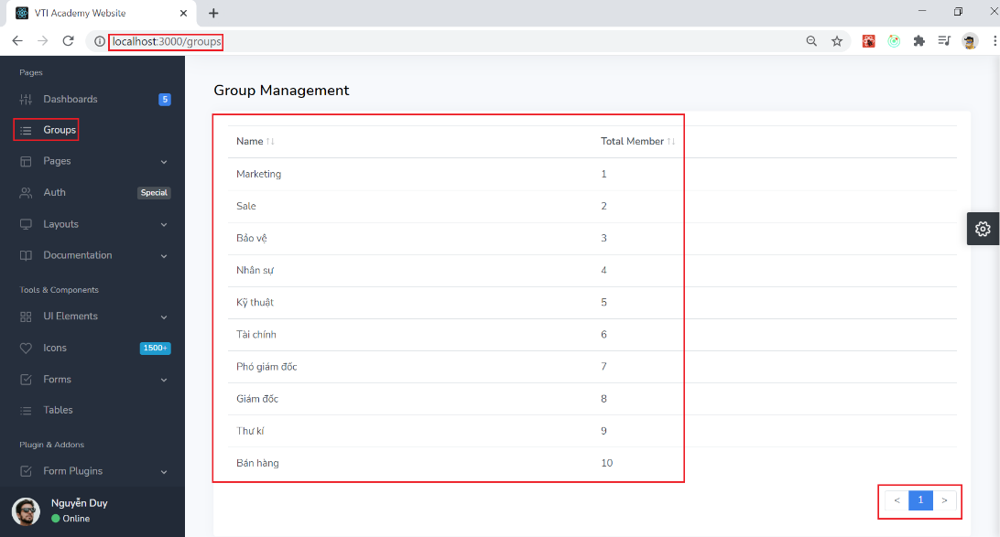 VTI Academy Website
localhost:3000/groups
Pages
Dashboards 5
Groups
Pages
Auth Special
Layouts
Documentation
Tools & Components
UI Elements
Icons 1500+
Forms
Tables
Plugin & Addons
Form Plugins
Nguyễn Duy
Online
Group Management
Name ↑↓ Total Member ↑↓
Marketing 1
Sale 2
Bảo vệ 3
Nhân sự 4
Kỹ thuật 5
Tài chính 6
Phó giám đốc 7
Giám đốc 8
Thư kí 9
Bán hàng 10
< 1 >